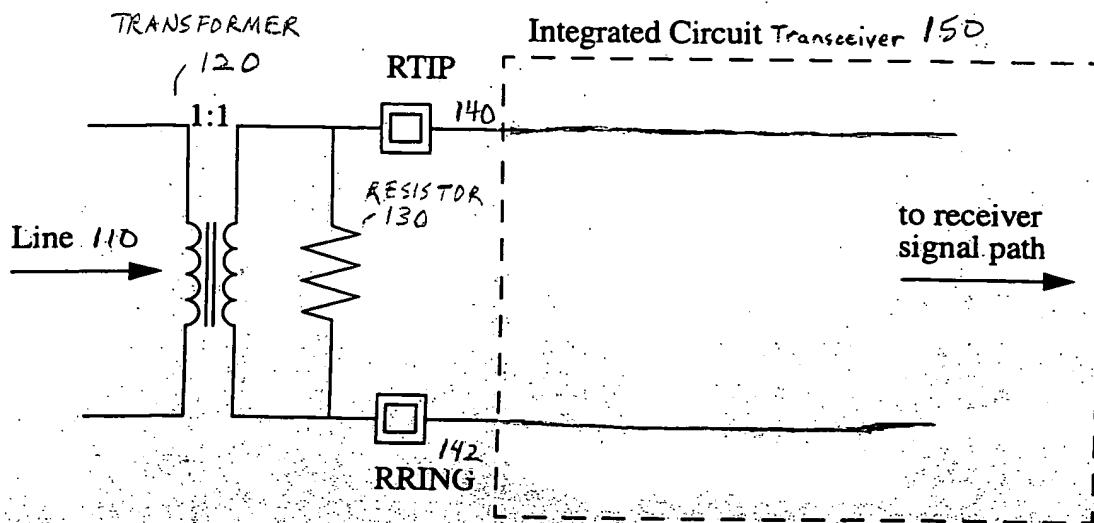 TRANSFORMER
120
Integrated Circuit Transceiver 150
RTIP
1:1
140
RESISTOR
130
Line 110
to receiver
signal path
142
RRING